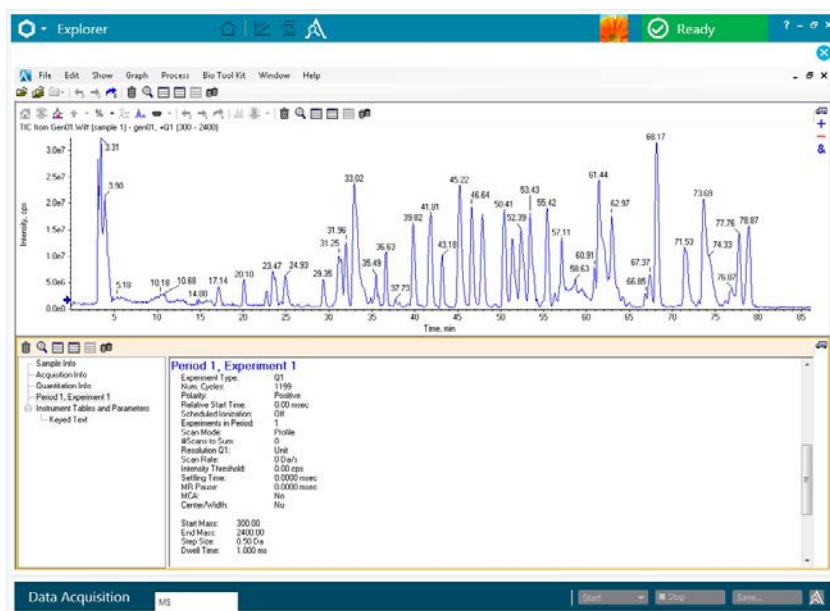 Explorer
Ready
File Edit Show Graph Process Bio Tool Kit Window Help
TIC from Gen01.Wiff (sample 1) - gen01, +Q1 (300 - 2400)
Intensity, cps
3.0e7
2.5e7
2.0e7
1.5e7
1.0e7
5.0e6
0.0e0
3.31
3.90
5.18
10.18
10.68
14.88
17.14
20.10
23.47
24.93
29.35
31.25
31.96
33.02
35.49
36.63
37.73
39.82
41.81
43.18
45.22
46.64
50.41
52.39
53.43
55.42
57.11
58.63
60.91
61.44
62.97
66.85
67.37
68.17
71.53
73.69
74.33
76.87
77.76
78.87
5 10 15 20 25 30 35 40 45 50 55 60 65 70 75 80 85
Time, min
Sample Info
Acquisition Info
Quantitation Info
Period 1, Experiment 1
Instrument Tables and Parameters
Keyed Text
Period 1, Experiment 1
Experiment Type: Q1
Num. Cycles: 1199
Polarity: Positive
Relative Start Time: 0.00 msec
Scheduled Ionization: Off
Experiments in Period: 1
Scan Mode: Profile
#Scans to Sum: 0
Resolution Q1: Unit
Scan Rate: 0 Da/s
Intensity Threshold: 0.00 cps
Settling Time: 0.0000 msec
MR Pause: 0.0000 msec
MCA: No
Center/Width: No
Start Mass: 300.00
End Mass: 2400.00
Step Size: 0.50 Da
Dwell Time: 1.000 ms
Data Acquisition
MS
Start
Stop
Save...